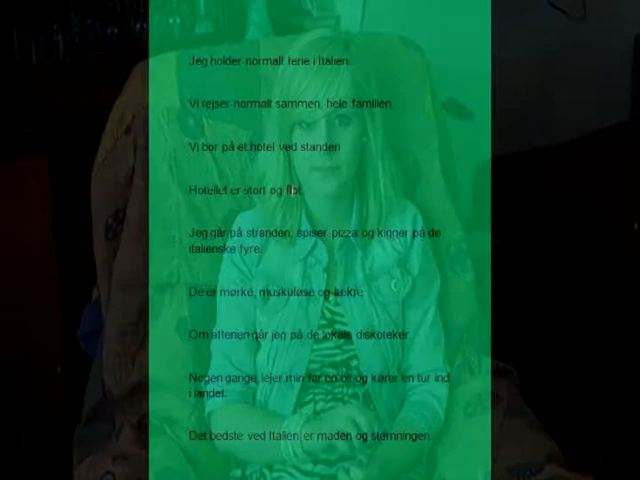 Jeg holder normalt ferie i Italien.
Vi rejser normalt sammen, hele familien.
Vi bor på et hotel ved standen
Hotellet er stort og flot.
Jeg går på stranden, spiser pizza og kigger på de
italienske fyre.
De er mørke, muskuløse og lækre
Om aftenen går jeg på de lokale diskoteker.
Nogen gange lejer min far en bil og kører en tur ind
i landet.
Det bedste ved Italien er maden og stemningen.